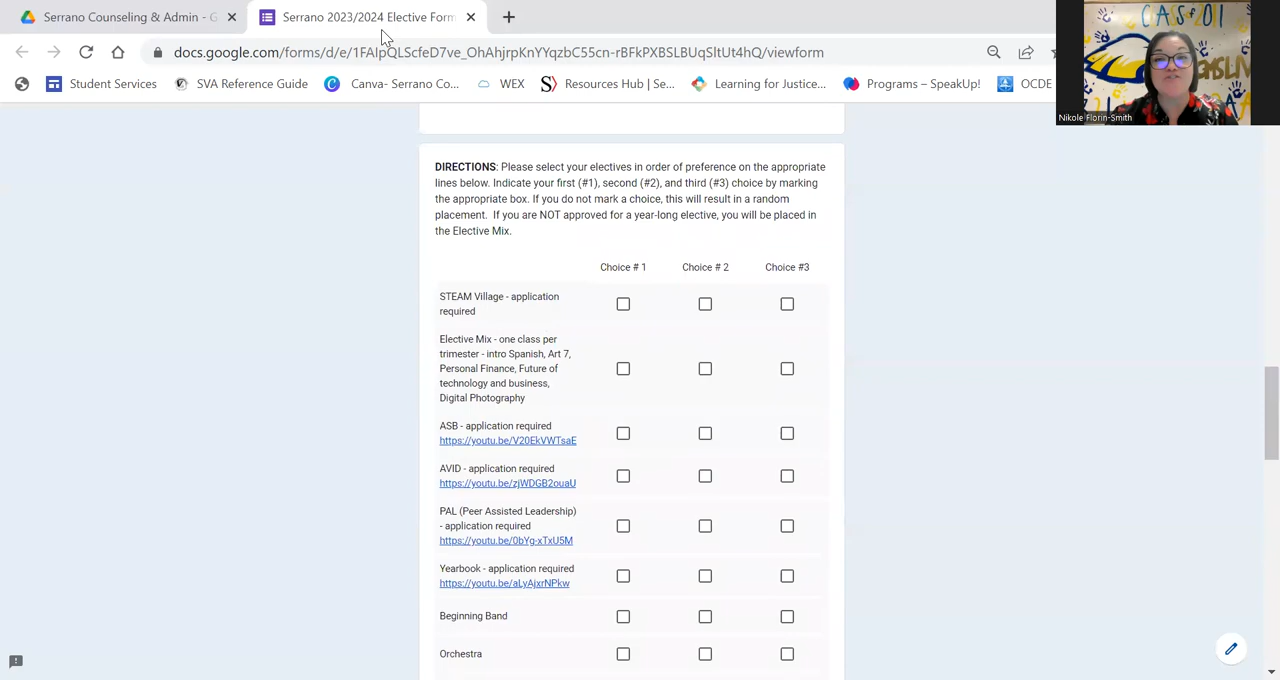 Serrano Counseling & Admin - G
Serrano 2023/2024 Elective Form
docs.google.com/forms/d/e/1FAIpQLScfeD7ve_OhAhjrpKnYYqzbC55cn-rBFkPXBSLBUqSltUt4hQ/viewform
Student Services
SVA Reference Guide
Canva- Serrano Co...
WEX
Resources Hub | Se...
Learning for Justice...
Programs – SpeakUp!
OCDE
CAS of 2011
Nikole Florin-Smith
DIRECTIONS: Please select your electives in order of preference on the appropriate
lines below. Indicate your first (#1), second (#2), and third (#3) choice by marking
the appropriate box. If you do not mark a choice, this will result in a random
placement. If you are NOT approved for a year-long elective, you will be placed in
the Elective Mix.
Choice # 1
Choice # 2
Choice #3
STEAM Village - application
required
Elective Mix - one class per
trimester - intro Spanish, Art 7,
Personal Finance, Future of
technology and business,
Digital Photography
ASB - application required
https://youtu.be/V20EkVWTsaE
AVID - application required
https://youtu.be/zjWDGB2ouaU
PAL (Peer Assisted Leadership)
- application required
https://youtu.be/0bYg-xTxU5M
Yearbook - application required
https://youtu.be/aLyAjxrNPkw
Beginning Band
Orchestra